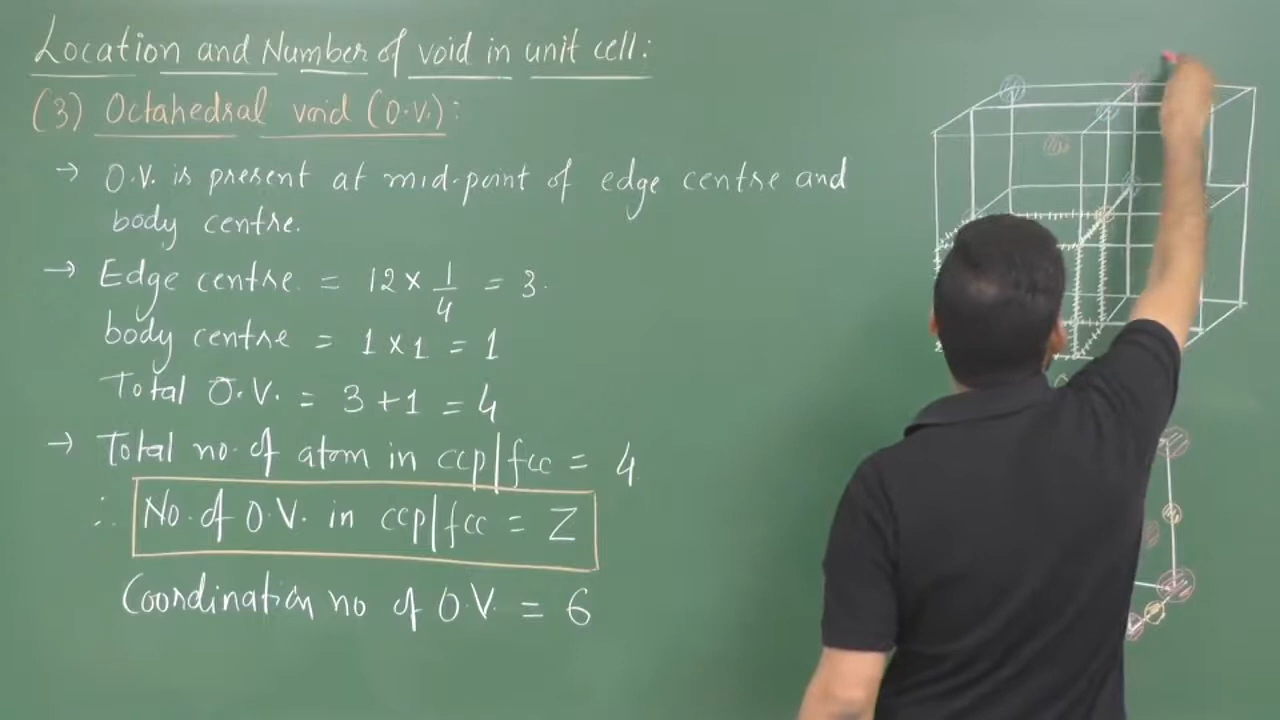 Location and Number of void in unit cell:
(3) Octahedral void (O.V.):
→ O.V. is present at mid-point of edge centre and
body centre.
→ Edge centre = 12 × 1/4 = 3.
body centre = 1 × 1 = 1
Total O.V. = 3 + 1 = 4
→ Total no. of atom in ccp|fcc = 4
∴ No. of O.V. in ccp|fcc = Z
Coordination no of O.V. = 6